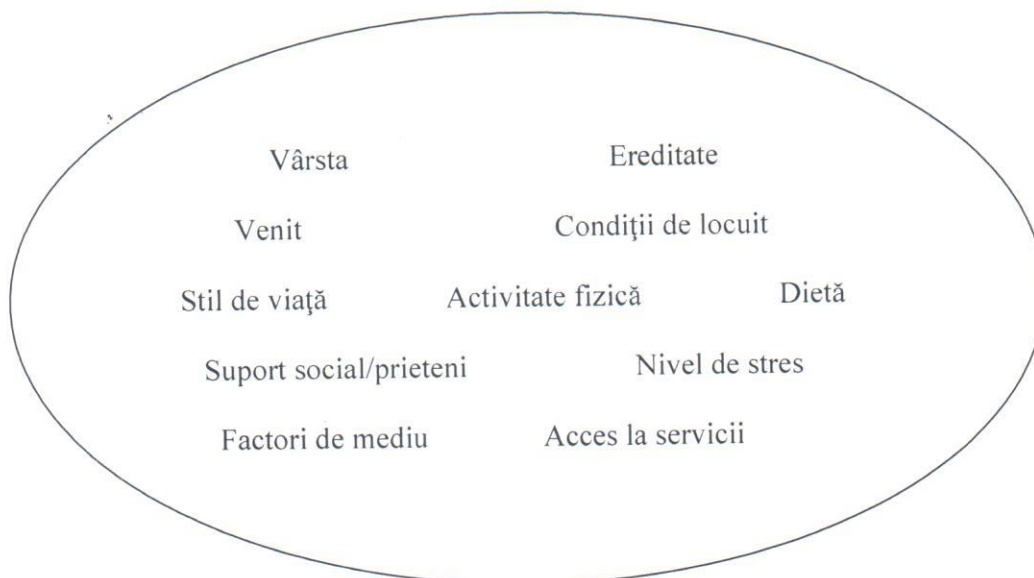 Vârsta Ereditate
Venit Condiţii de locuit
Stil de viaţă Activitate fizică Dietă
Suport social/prieteni Nivel de stres
Factori de mediu Acces la servicii